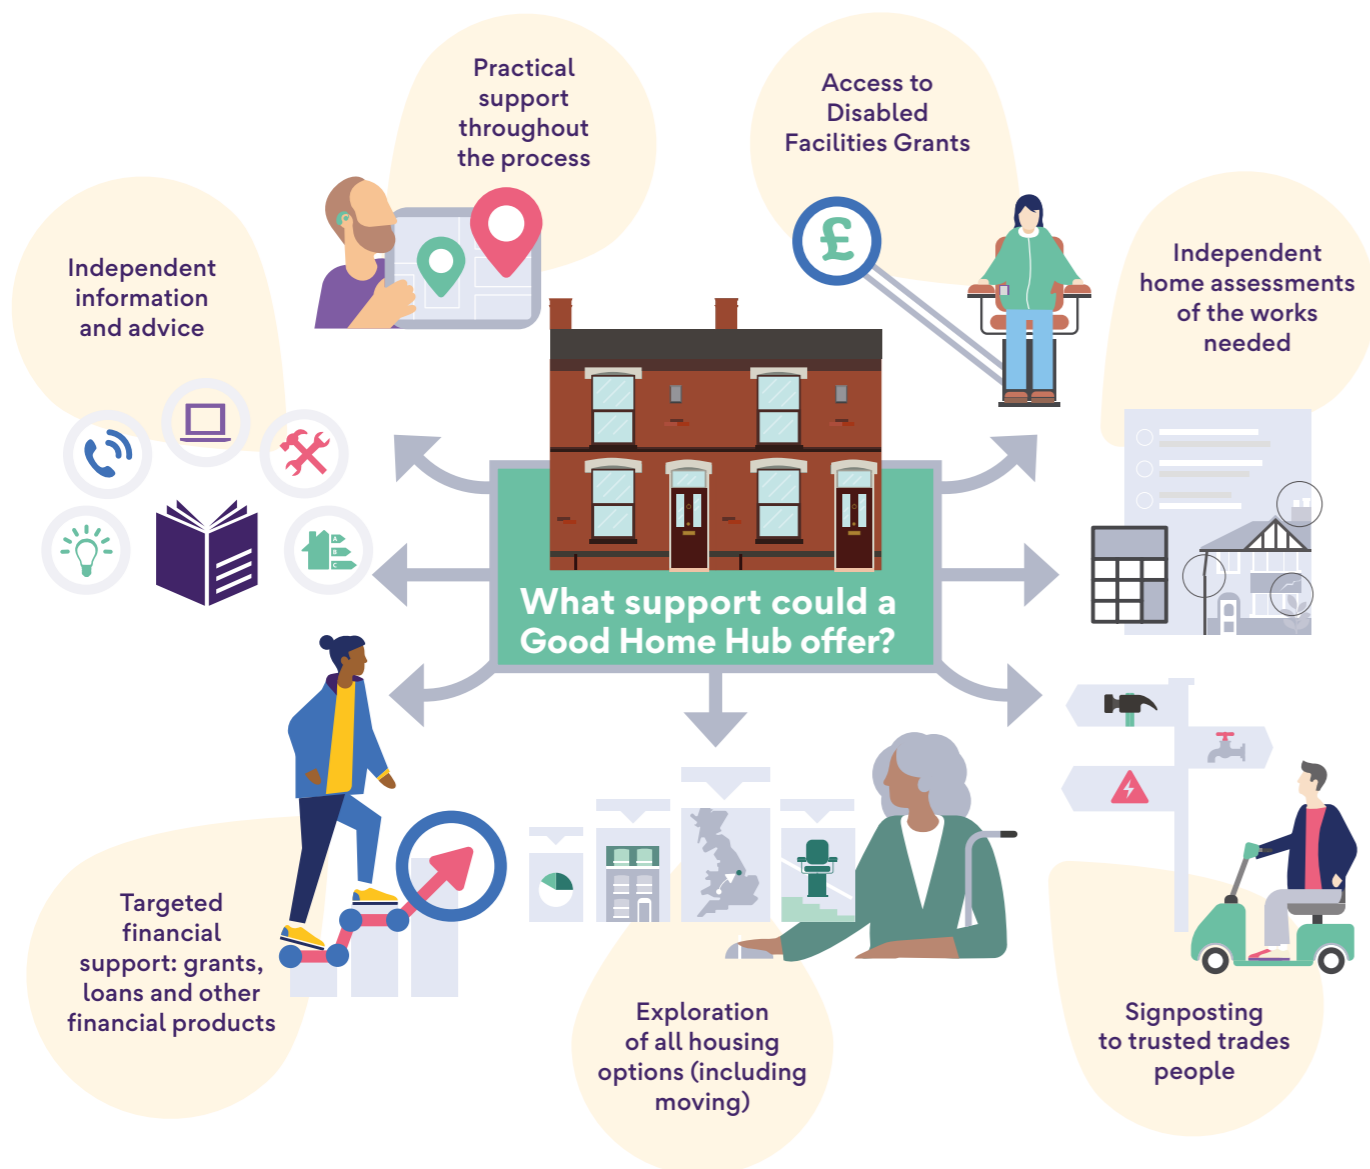 Practical
support
throughout
the process
Access to
Disabled
Facilities Grants
Independent
information
and advice
£
Independent
home assessments
of the works
needed
A
B
C
What support could a
Good Home Hub offer?
Targeted
financial
support: grants,
loans and other
financial products
Exploration
of all housing
options (including
moving)
Signposting
to trusted trades
people